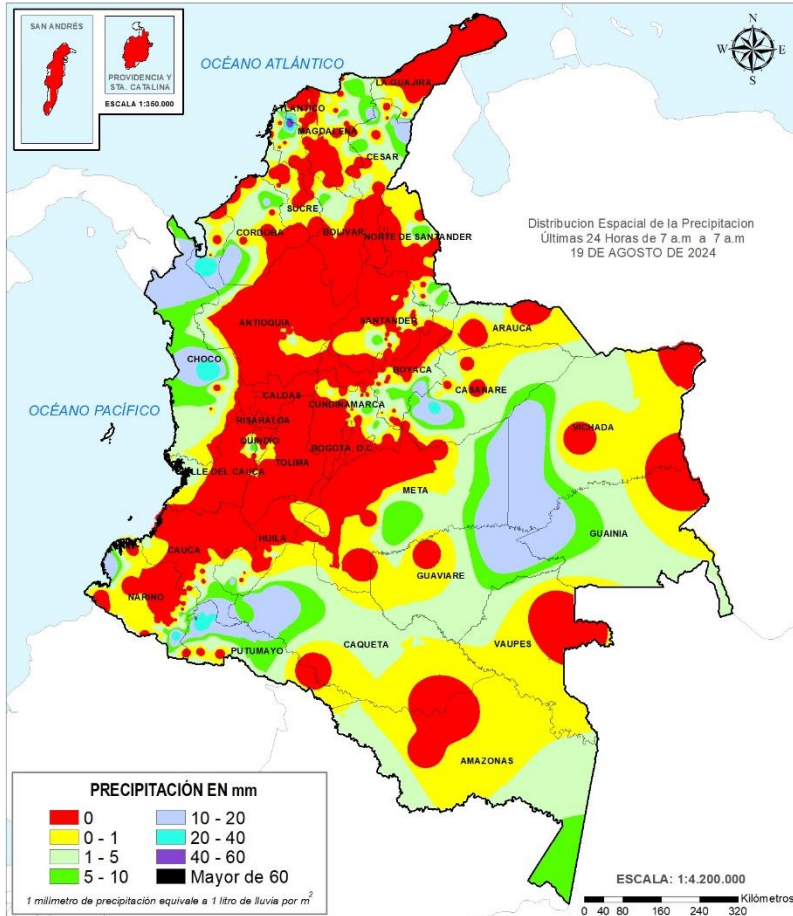 SAN ANDRÉS
PROVIDENCIA Y
STA. CATALINA
ESCALA 1:350.000
OCÉANO ATLÁNTICO
N
W
E
S
LA GUAJIRA
ATLANTICO
MAGDALENA
CESAR
SUCRE
CORDOBA
BOLIVAR
NORTE DE SANTANDER
Distribucion Espacial de la Precipitacion
Últimas 24 Horas de 7 a.m a 7 a.m
19 DE AGOSTO DE 2024
ANTIOQUIA
SANTANDER
ARAUCA
CHOCO
BOYACA
CASANARE
OCÉANO PACÍFICO
CALDAS
CUNDINAMARCA
RISARALDA
VICHADA
QUINDIO
BOGOTA, D.C.
TOLIMA
VALLE DEL CAUCA
META
GUAINIA
HUILA
CAUCA
GUAVIARE
NARIÑO
CAQUETA
VAUPES
PUTUMAYO
AMAZONAS
PRECIPITACIÓN EN mm
0
10 - 20
0 - 1
20 - 40
1 - 5
40 - 60
5 - 10
Mayor de 60
1 milimetro de precipitación equivale a 1 litro de lluvia por m²
ESCALA: 1:4.200.000
Kilómetros
0 40 80 160 240 320